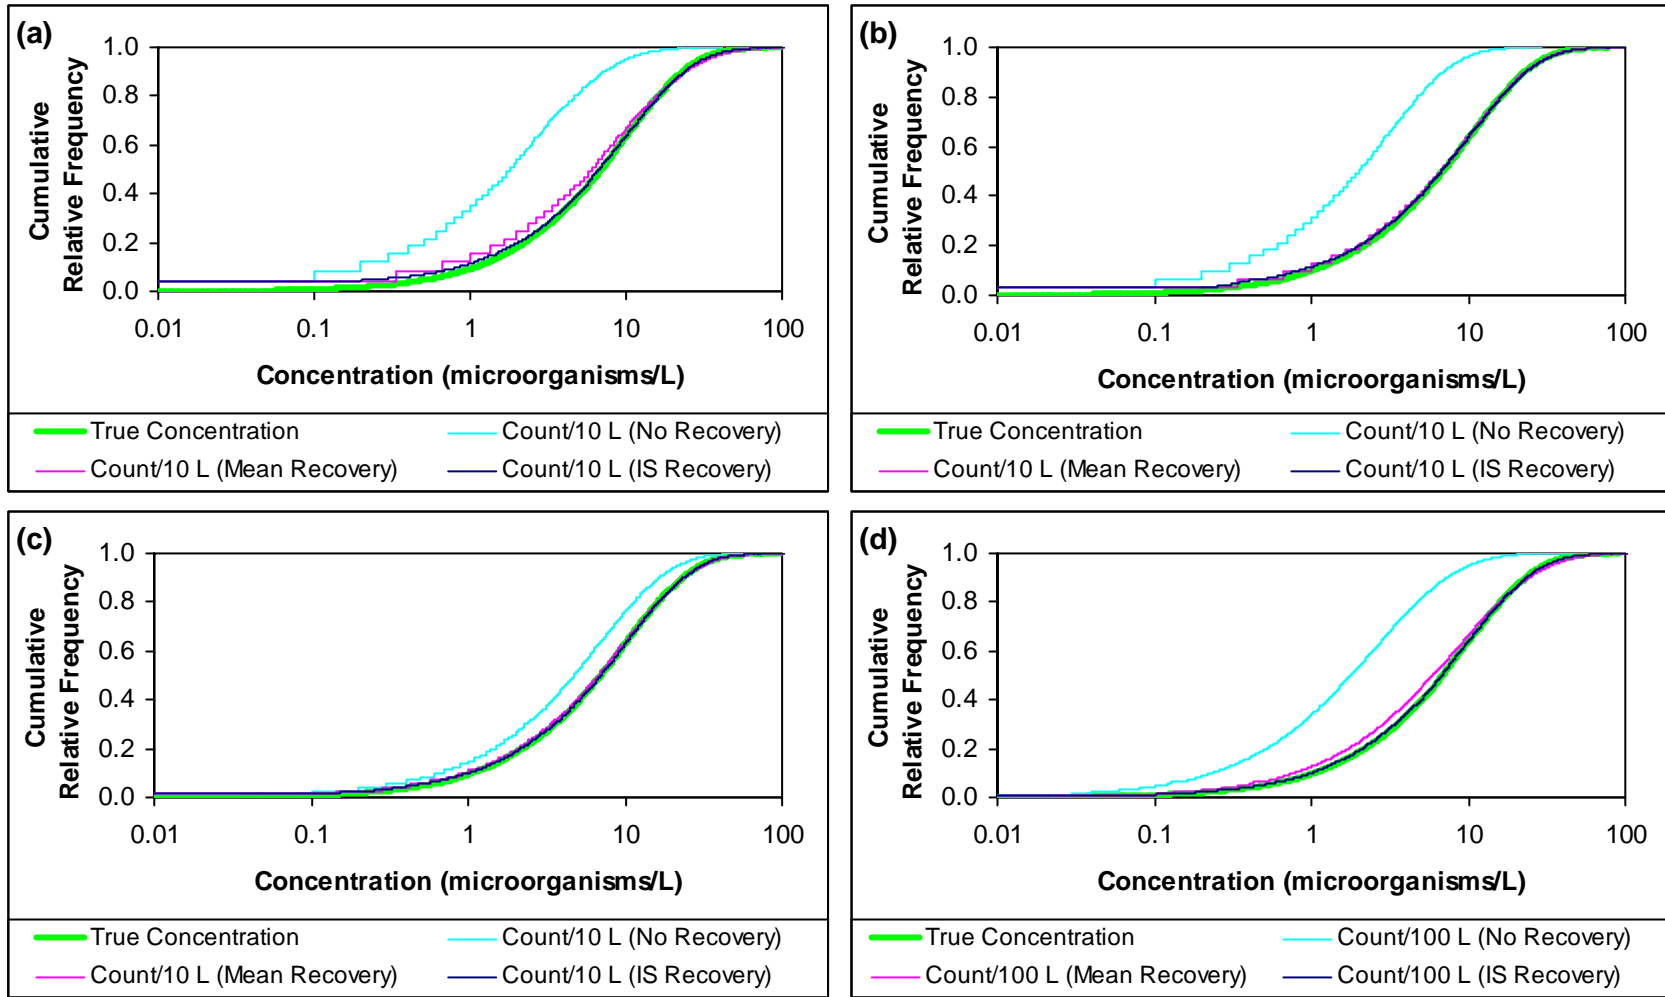 (a)
Cumulative
Relative Frequency
1.0
0.8
0.6
0.4
0.2
0.0
0.01 0.1 1 10 100
Concentration (microorganisms/L)
True Concentration Count/10 L (No Recovery)
Count/10 L (Mean Recovery) Count/10 L (IS Recovery)
(b)
Cumulative
Relative Frequency
1.0
0.8
0.6
0.4
0.2
0.0
0.01 0.1 1 10 100
Concentration (microorganisms/L)
True Concentration Count/10 L (No Recovery)
Count/10 L (Mean Recovery) Count/10 L (IS Recovery)
(c)
Cumulative
Relative Frequency
1.0
0.8
0.6
0.4
0.2
0.0
0.01 0.1 1 10 100
Concentration (microorganisms/L)
True Concentration Count/10 L (No Recovery)
Count/10 L (Mean Recovery) Count/10 L (IS Recovery)
(d)
Cumulative
Relative Frequency
1.0
0.8
0.6
0.4
0.2
0.0
0.01 0.1 1 10 100
Concentration (microorganisms/L)
True Concentration Count/100 L (No Recovery)
Count/100 L (Mean Recovery) Count/100 L (IS Recovery)